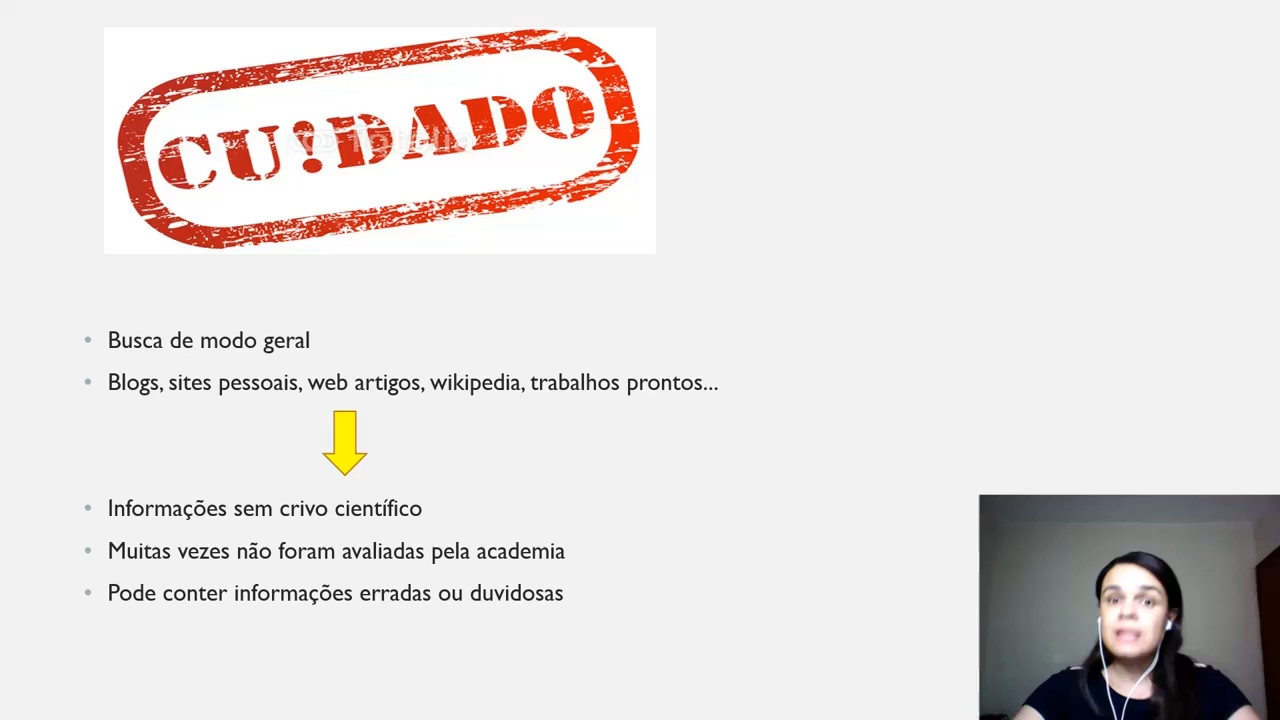 CU!DADO
Busca de modo geral
Blogs, sites pessoais, web artigos, wikipedia, trabalhos prontos...
Informações sem crivo científico
Muitas vezes não foram avaliadas pela academia
Pode conter informações erradas ou duvidosas